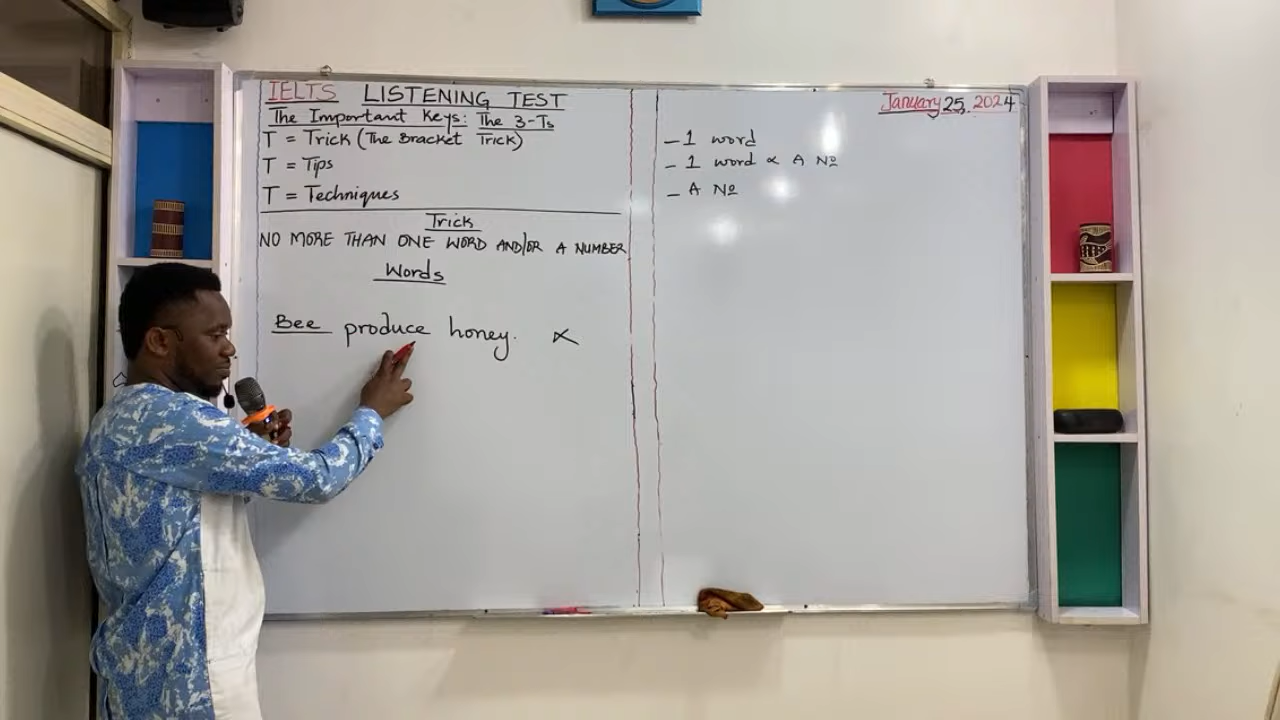 IELTS LISTENING TEST
The Important Keys: The 3-Ts
T = Trick (The Bracket Trick)
T = Tips
T = Techniques
Trick
NO MORE THAN ONE WORD AND/OR A NUMBER
Words
Bee produce honey. ∝
January 25, 2024
- 1 word
- 1 word ∝ A Nº
- A Nº